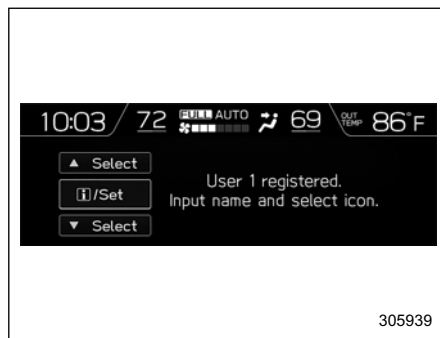 10:03 72 FULL AUTO 69 OUT TEMP 86°F
▲ Select
i/Set
▼ Select
User 1 registered.
Input name and select icon.
305939